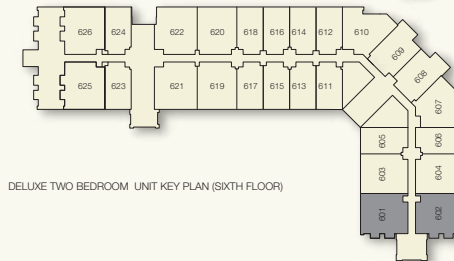 626 624 622 620 618 616 614 612 610
609
608
625 623 621 619 617 615 613 611
607
605 606
603 604
601 602
DELUXE TWO BEDROOM UNIT KEY PLAN (SIXTH FLOOR)